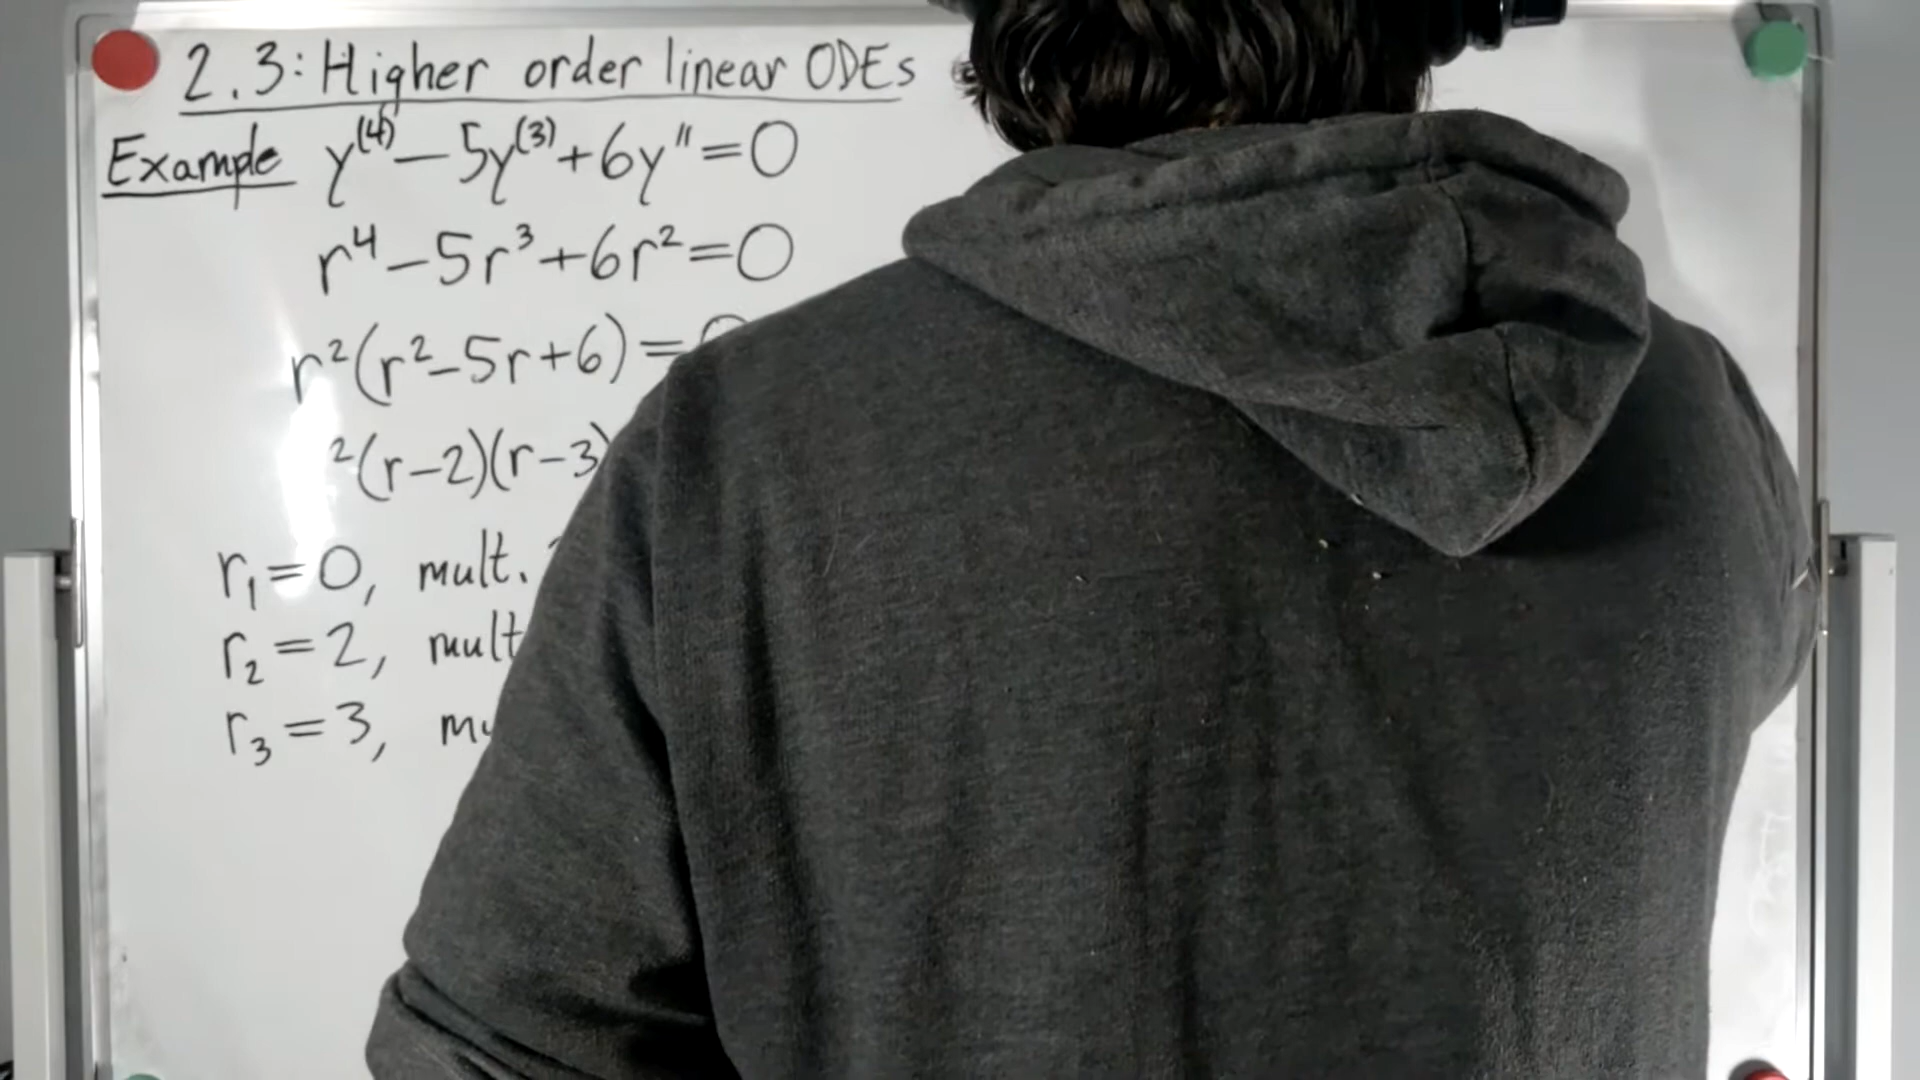 2.3: Higher order linear ODEs
Example y⁽⁴⁾ − 5y⁽³⁾ + 6y'' = 0
r⁴ − 5r³ + 6r² = 0
r²(r² − 5r + 6) =
²(r − 2)(r − 3)
r₁ = 0, mult.
r₂ = 2, mult
r₃ = 3,